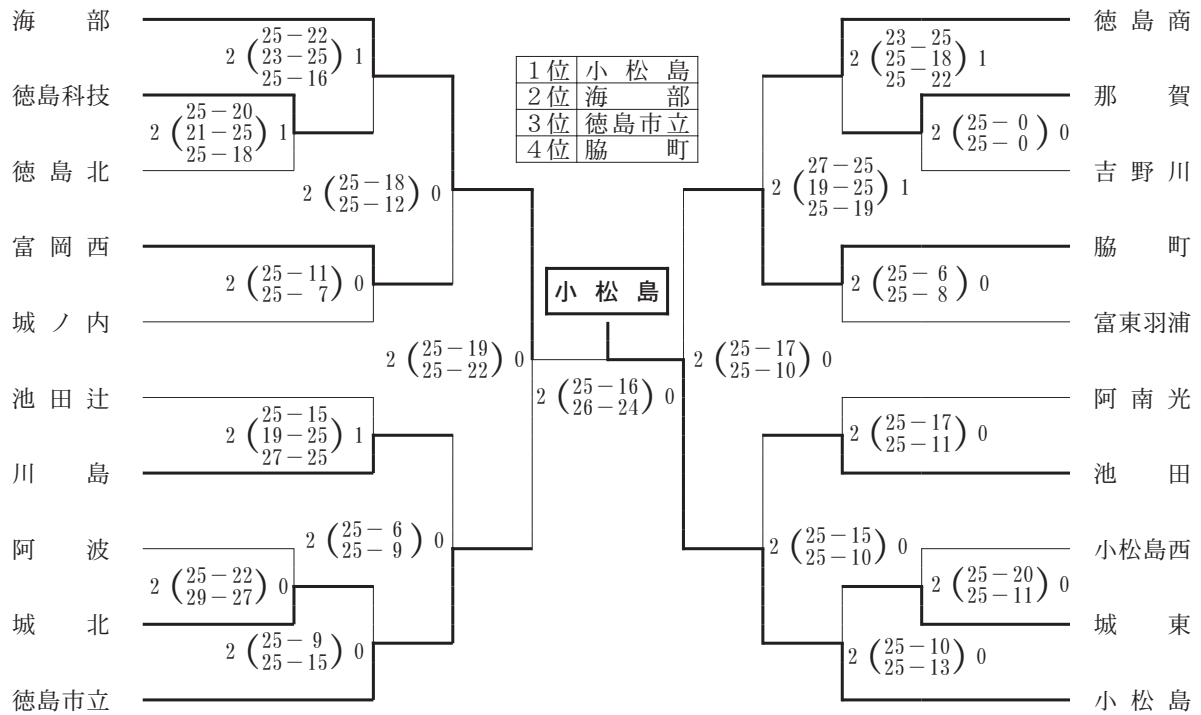 海部
2 (25－22 23－25 25－16) 1
徳島科技
2 (25－20 21－25 25－18) 1
徳島北
2 (25－18 25－12) 0
富岡西
2 (25－11 25－7) 0
城ノ内
2 (25－19 25－22) 0
池田辻
2 (25－15 19－25 27－25) 1
川島
阿波
2 (25－6 25－9) 0
2 (25－22 29－27) 0
城北
2 (25－9 25－15) 0
徳島市立
1位 小松島
2位 海部
3位 徳島市立
4位 脇町
小松島
2 (25－16 26－24) 0
徳島商
2 (23－25 25－18 25－22) 1
那賀
2 (25－0 25－0) 0
吉野川
2 (27－25 19－25 25－19) 1
脇町
2 (25－6 25－8) 0
富東羽浦
2 (25－17 25－10) 0
阿南光
2 (25－17 25－11) 0
池田
2 (25－15 25－10) 0
小松島西
2 (25－20 25－11) 0
城東
2 (25－10 25－13) 0
小松島